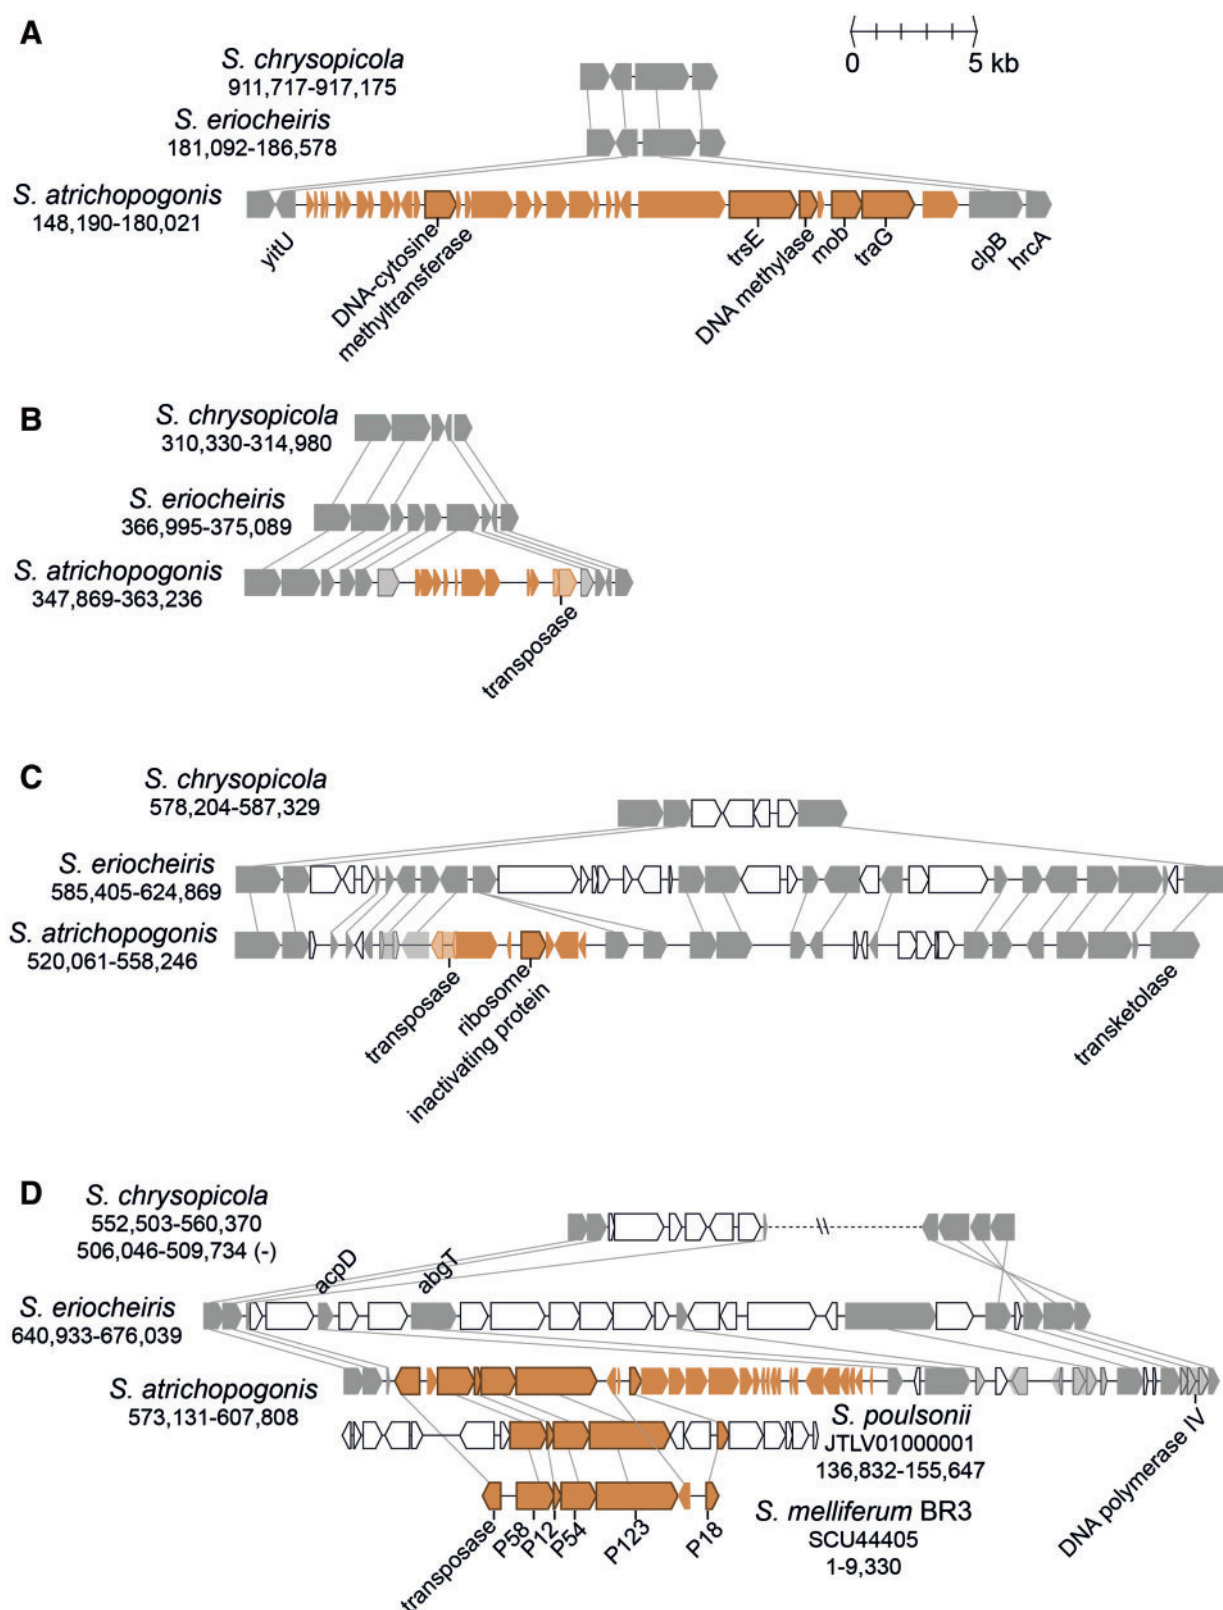 A
0 5 kb
S. chrysopicola
911,717-917,175
S. eriocheiris
181,092-186,578
S. atrichopogonis
148,190-180,021
yitU
DNA-cytosine
methyltransferase
trsE
DNA methylase
mob
traG
clpB
hrcA
B
S. chrysopicola
310,330-314,980
S. eriocheiris
366,995-375,089
S. atrichopogonis
347,869-363,236
transposase
C
S. chrysopicola
578,204-587,329
S. eriocheiris
585,405-624,869
S. atrichopogonis
520,061-558,246
transposase
ribosome
inactivating protein
transketolase
D
S. chrysopicola
552,503-560,370
506,046-509,734 (-)
acpD
abgT
S. eriocheiris
640,933-676,039
S. atrichopogonis
573,131-607,808
S. poulsonii
JTLV01000001
136,832-155,647
DNA polymerase IV
S. melliferum BR3
SCU44405
1-9,330
transposase
P58
P12
P54
P123
P18